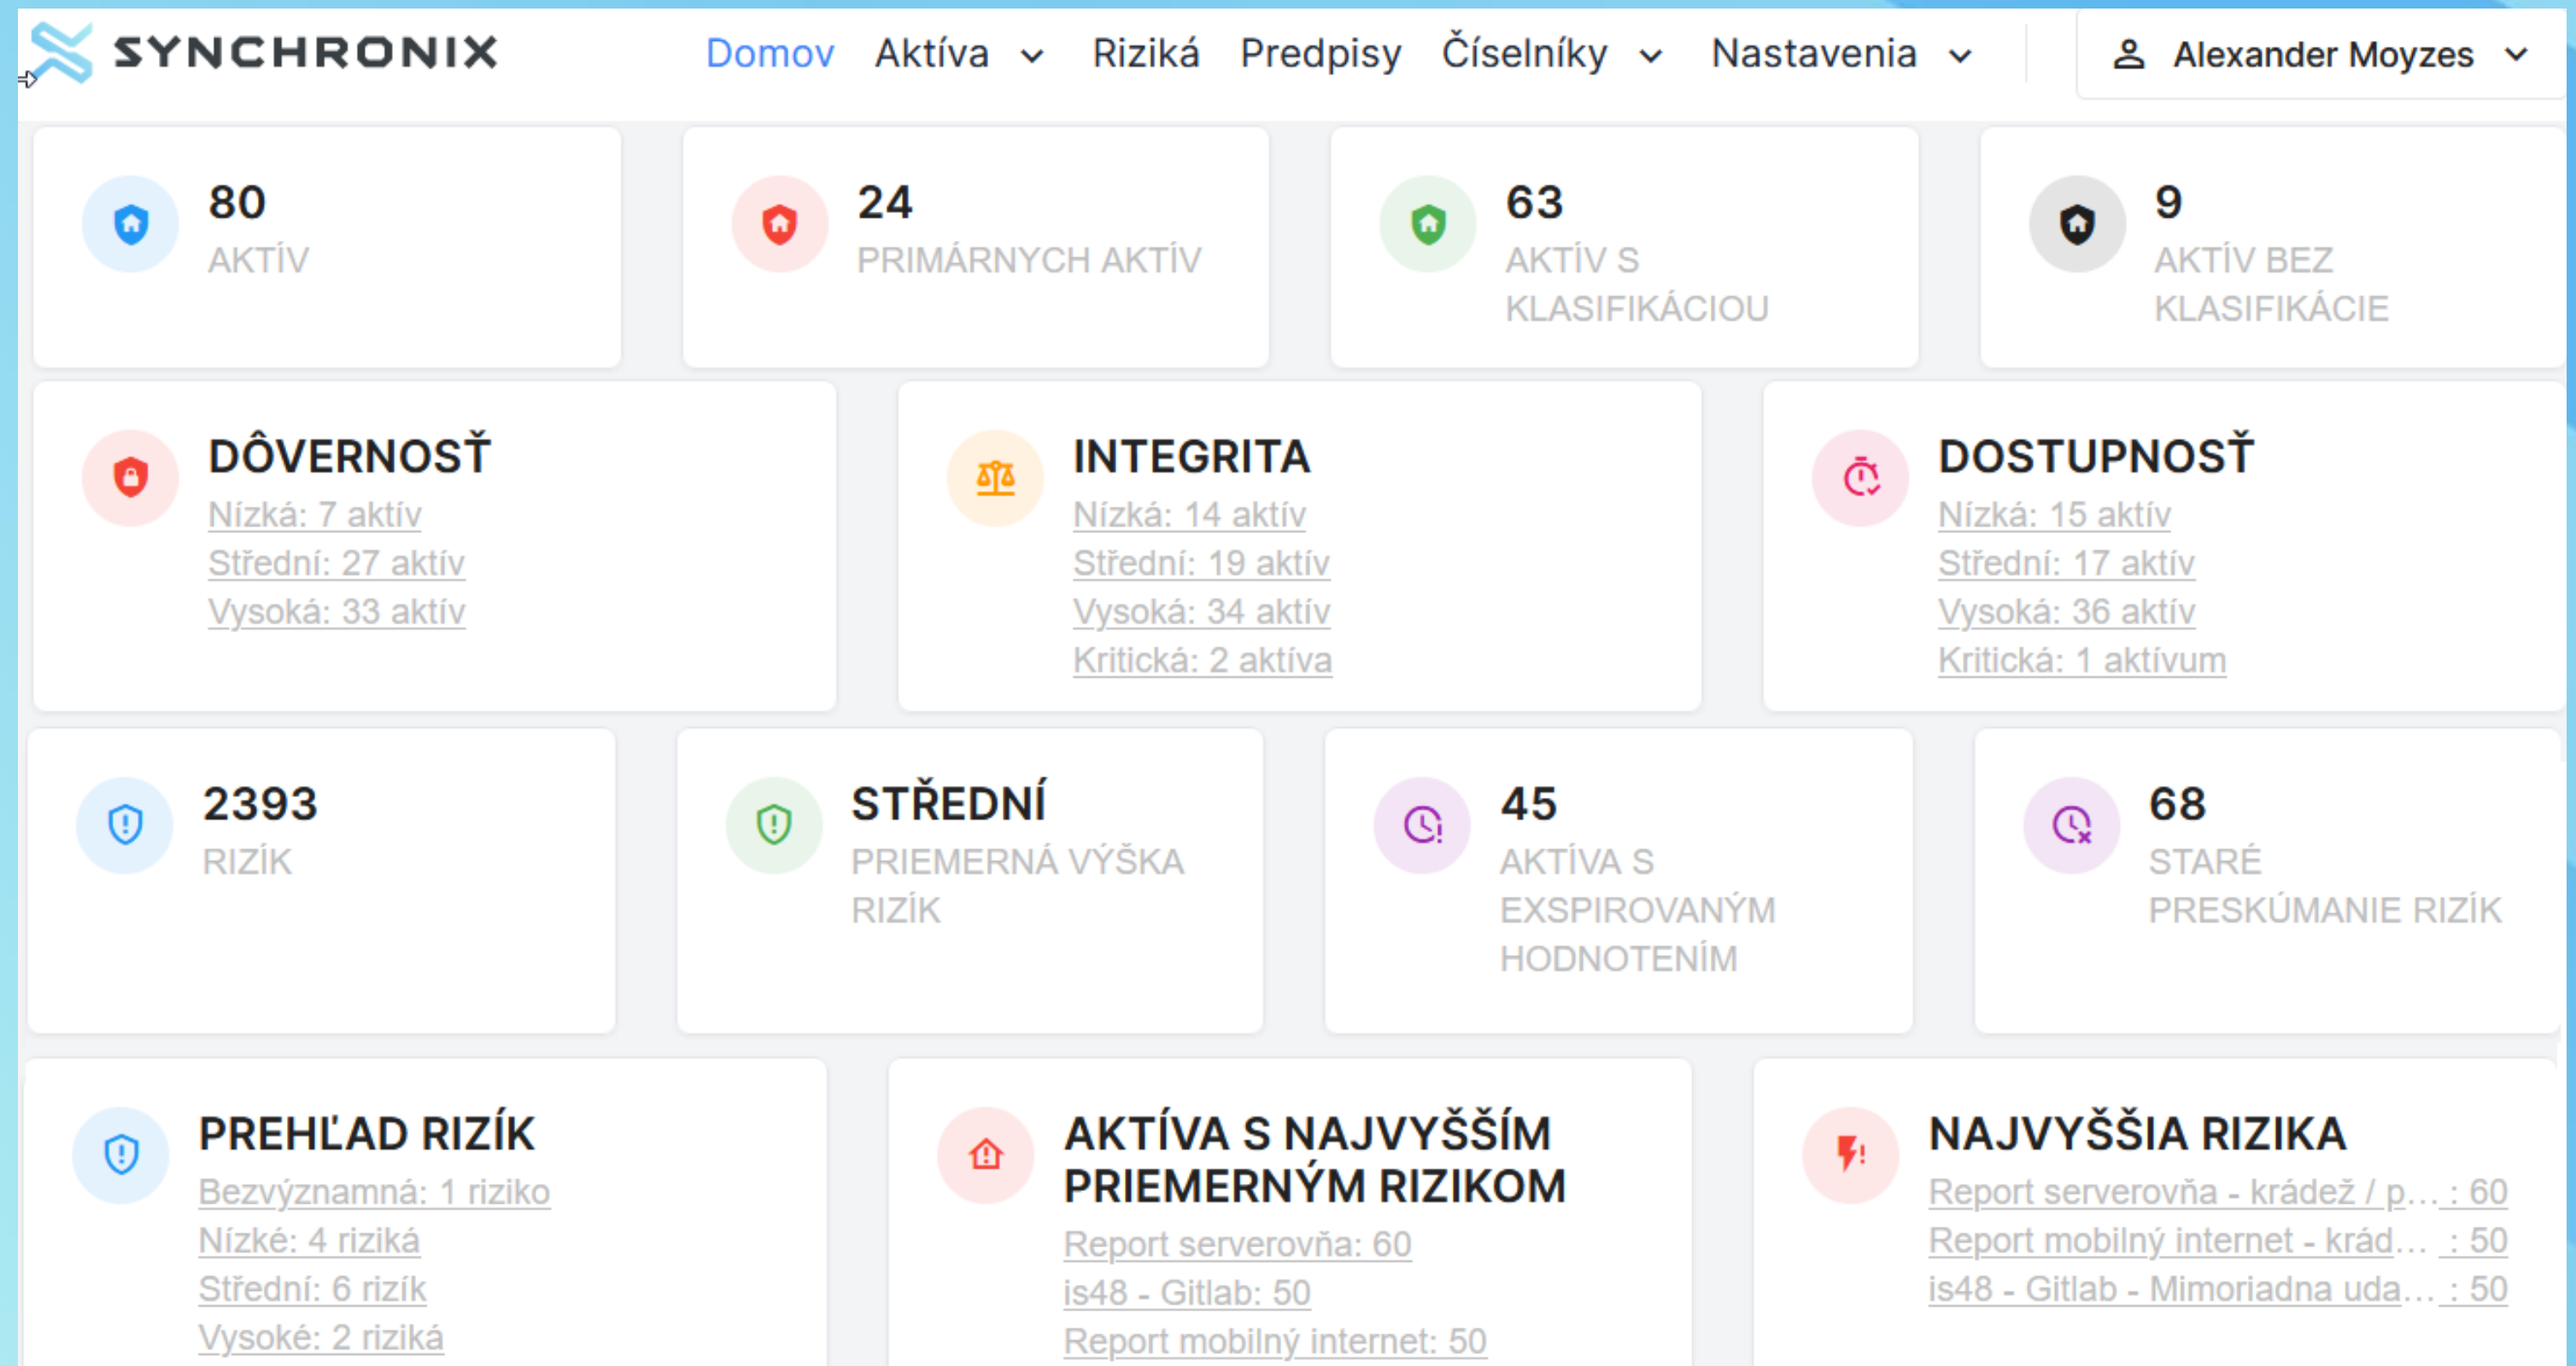 SYNCHRONIX
Domov Aktíva Riziká Predpisy Číselníky Nastavenia Alexander Moyzes
80
AKTÍV
24
PRIMÁRNYCH AKTÍV
63
AKTÍV S
KLASIFIKÁCIOU
9
AKTÍV BEZ
KLASIFIKÁCIE
DÔVERNOSŤ
Nízká: 7 aktív
Střední: 27 aktív
Vysoká: 33 aktív
INTEGRITA
Nízká: 14 aktív
Střední: 19 aktív
Vysoká: 34 aktív
Kritická: 2 aktíva
DOSTUPNOSŤ
Nízká: 15 aktív
Střední: 17 aktív
Vysoká: 36 aktív
Kritická: 1 aktívum
2393
RIZÍK
STŘEDNÍ
PRIEMERNÁ VÝŠKA
RIZÍK
45
AKTÍVA S
EXSPIROVANÝM
HODNOTENÍM
68
STARÉ
PRESKÚMANIE RIZÍK
PREHĽAD RIZÍK
Bezvýznamná: 1 riziko
Nízké: 4 riziká
Střední: 6 rizík
Vysoké: 2 riziká
AKTÍVA S NAJVYŠŠÍM
PRIEMERNÝM RIZIKOM
Report serverovňa: 60
is48 - Gitlab: 50
Report mobilný internet: 50
NAJVYŠŠIA RIZIKA
Report serverovňa - krádež / p... : 60
Report mobilný internet - krád... : 50
is48 - Gitlab - Mimoriadna uda... : 50